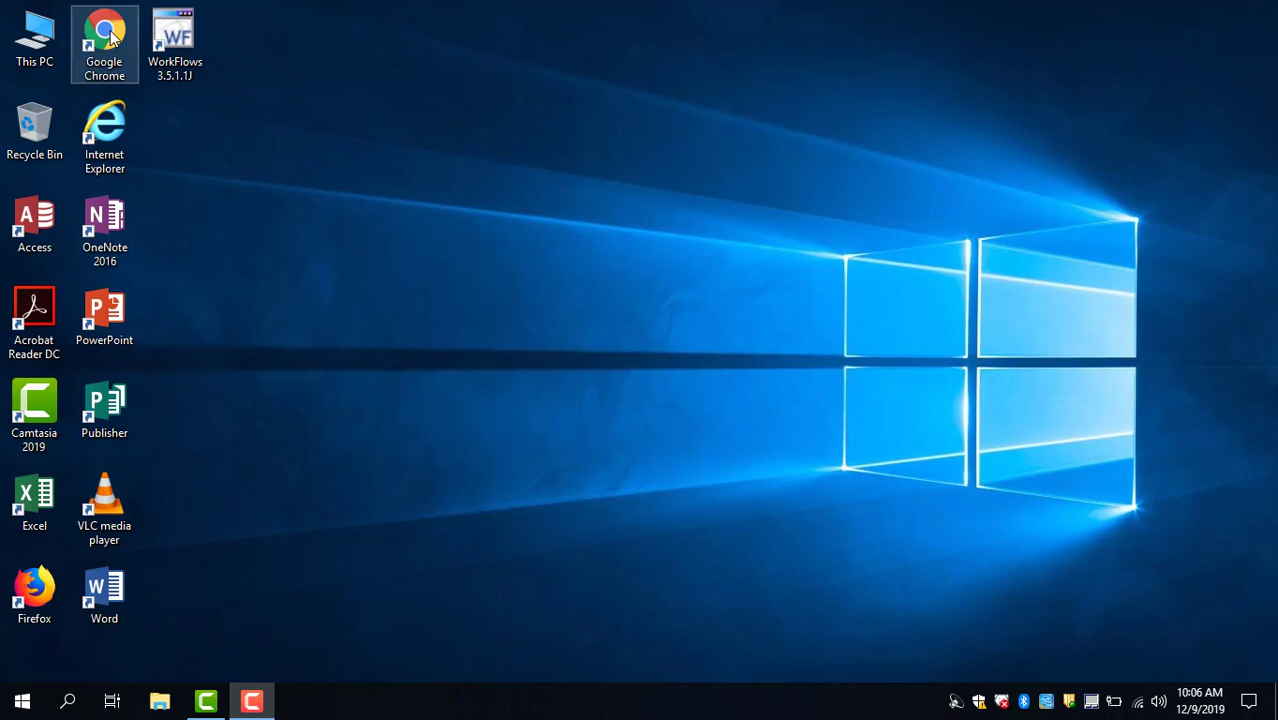 This PC
Google
Chrome
WorkFlows
3.5.1.1J
Recycle Bin
Internet
Explorer
Access
OneNote
2016
Acrobat
Reader DC
PowerPoint
Camtasia
2019
Publisher
Excel
VLC media
player
Firefox
Word
10:06 AM
12/9/2019